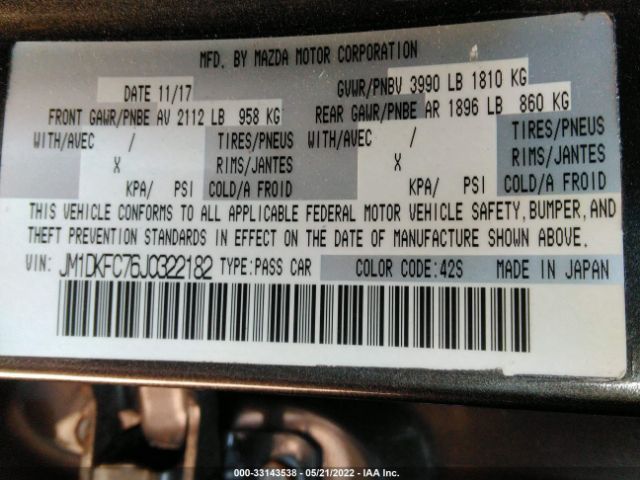 MFD. BY MAZDA MOTOR CORPORATION
DATE 11/17 GVWR/PNBV 3990 LB 1810 KG
FRONT GAWR/PNBE AV 2112 LB 958 KG REAR GAWR/PNBE AR 1896 LB 860 KG
WITH/AVEC / TIRES/PNEUS WITH/AVEC / TIRES/PNEUS
X RIMS/JANTES X RIMS/JANTES
KPA/ PSI COLD/A FROID KPA/ PSI COLD/A FROID
THIS VEHICLE CONFORMS TO ALL APPLICABLE FEDERAL MOTOR VEHICLE SAFETY, BUMPER, AND
THEFT PREVENTION STANDARDS IN EFFECT ON THE DATE OF MANUFACTURE SHOWN ABOVE.
VIN: JM1DKFC76J0322182 TYPE:PASS CAR COLOR CODE:42S MADE IN JAPAN
000-33143538 - 05/21/2022 - IAA Inc.